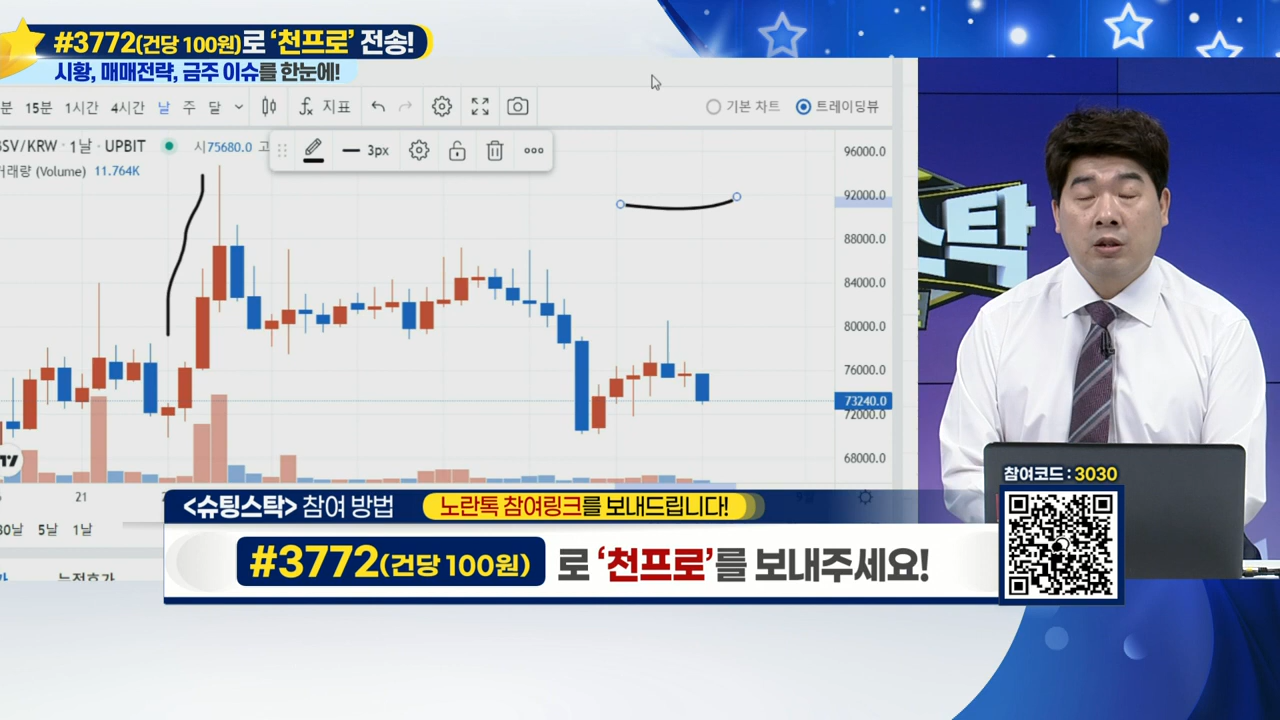 #3772(건당 100원)로 ‘천프로’ 전송!
시황, 매매전략, 금주 이슈를 한눈에!
분 15분 1시간 4시간 날 주 달 지표 기본 차트 트레이딩뷰
BSV/KRW · 1날 · UPBIT 시75680.0 고
거래량 (Volume) 11.764K
3px
96000.0
92000.0
88000.0
84000.0
80000.0
76000.0
73240.0
72000.0
68000.0
21
30날 5날 1날
스탁
<슈팅스탁> 참여 방법 노란톡 참여링크를 보내드립니다!
#3772(건당 100원) 로 ‘천프로’를 보내주세요!
참여코드 : 3030